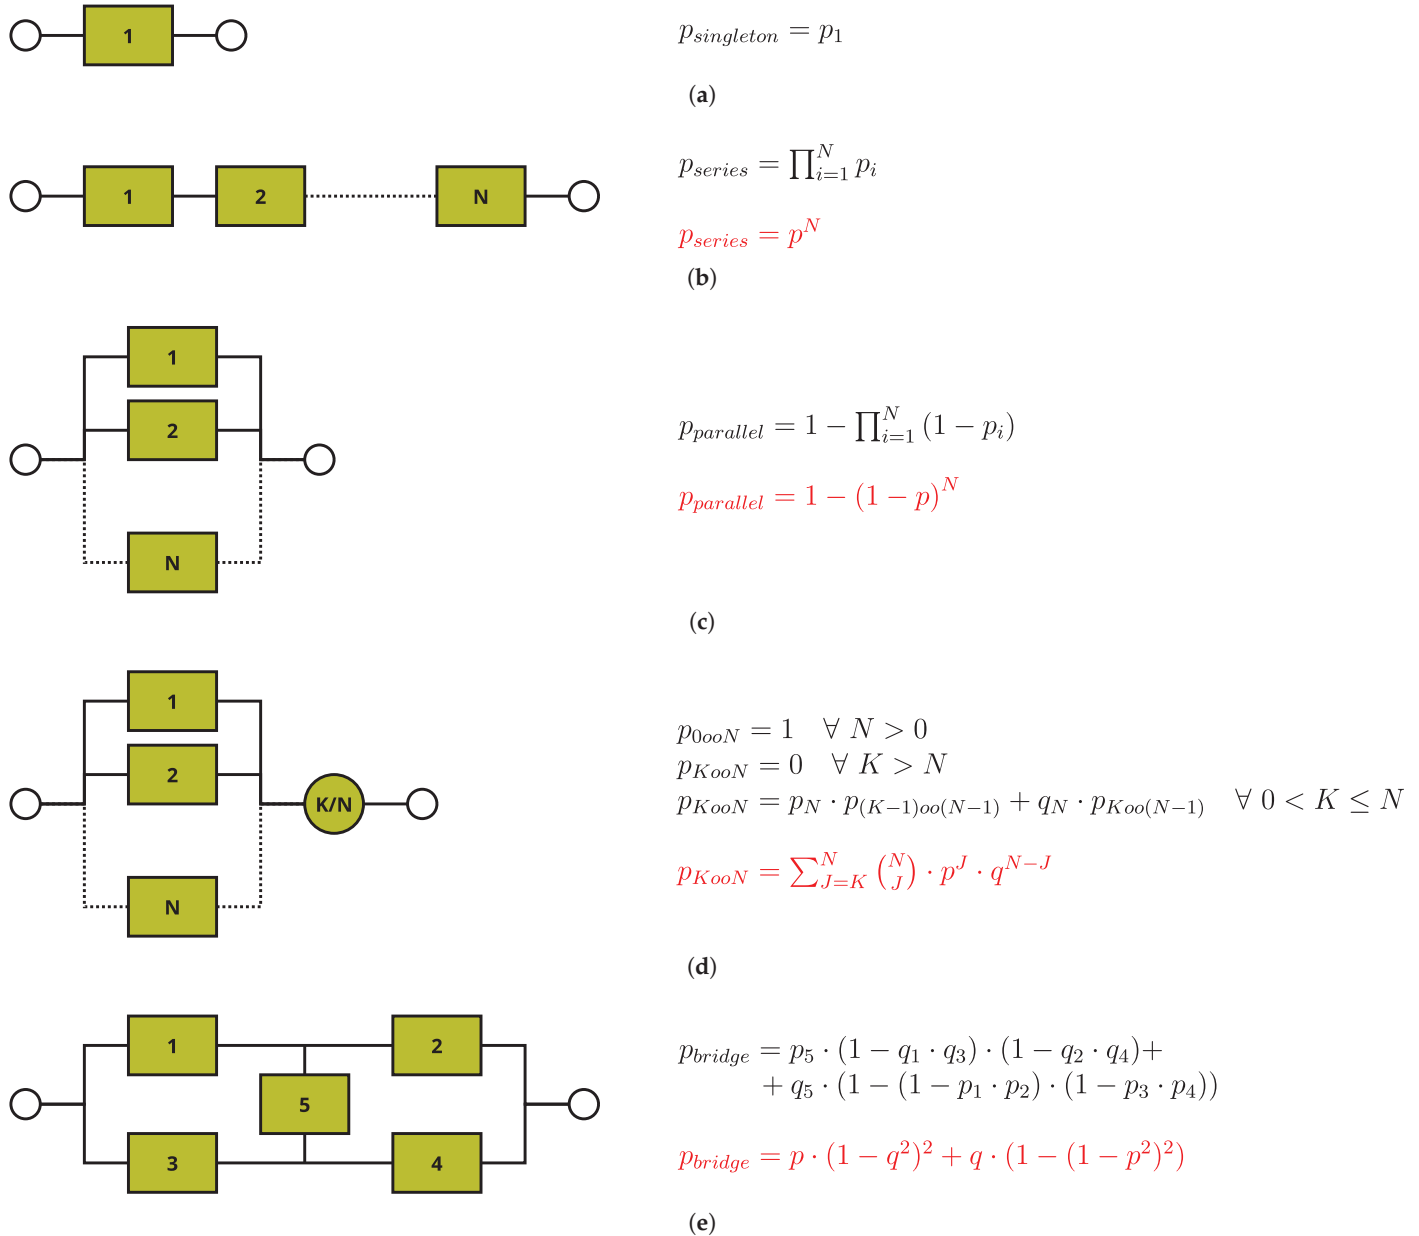 1
p_{singleton} = p_1
(a)
1 2 N
p_{series} = ∏_{i=1}^{N} p_i
p_{series} = p^N
(b)
1
2
N
p_{parallel} = 1 − ∏_{i=1}^{N} (1 − p_i)
p_{parallel} = 1 − (1 − p)^N
(c)
1
2
K/N
N
p_{0ooN} = 1 ∀ N > 0
p_{KooN} = 0 ∀ K > N
p_{KooN} = p_N · p_{(K−1)oo(N−1)} + q_N · p_{Koo(N−1)} ∀ 0 < K ≤ N
p_{KooN} = ∑_{J=K}^{N} \binom{N}{J} · p^J · q^{N−J}
(d)
1 2
5
3 4
p_{bridge} = p_5 · (1 − q_1 · q_3) · (1 − q_2 · q_4)+
+ q_5 · (1 − (1 − p_1 · p_2) · (1 − p_3 · p_4))
p_{bridge} = p · (1 − q^2)^2 + q · (1 − (1 − p^2)^2)
(e)